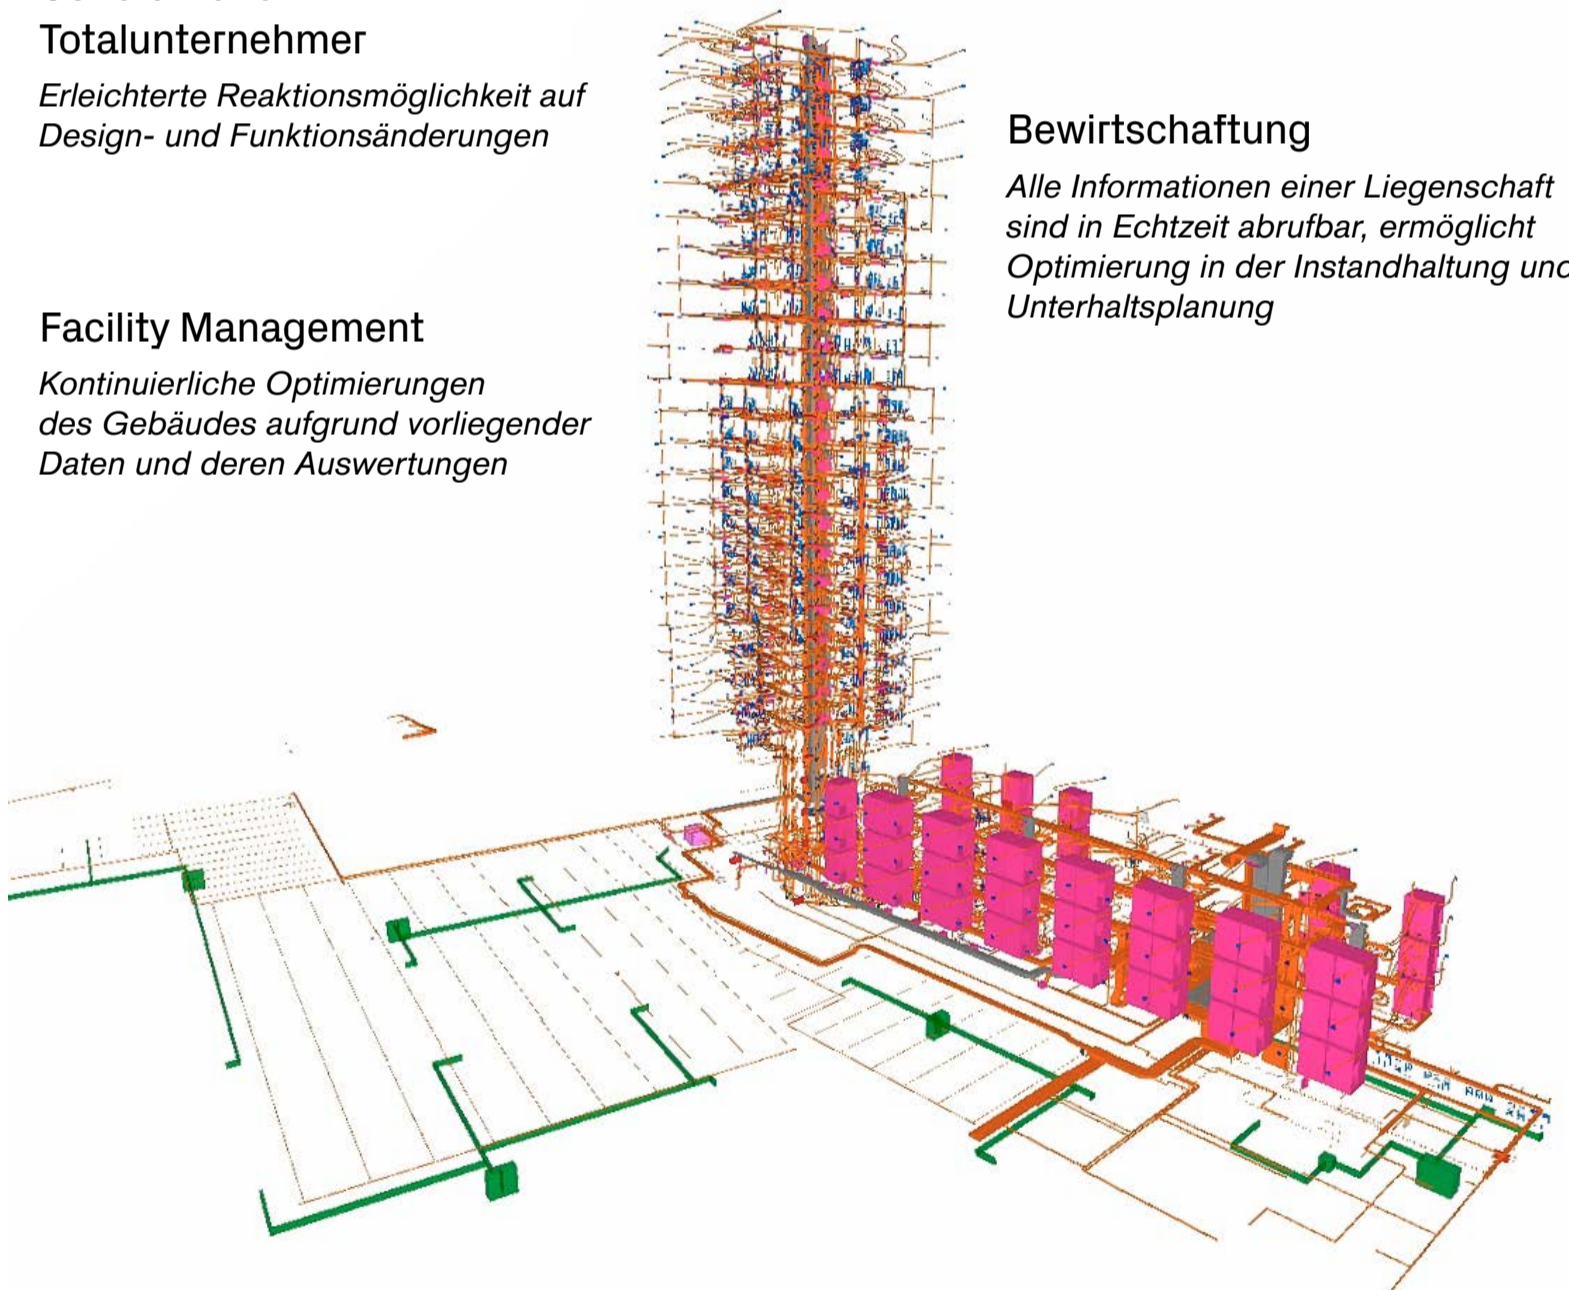 Totalunternehmer
Erleichterte Reaktionsmöglichkeit auf
Design- und Funktionsänderungen
Facility Management
Kontinuierliche Optimierungen
des Gebäudes aufgrund vorliegender
Daten und deren Auswertungen
Bewirtschaftung
Alle Informationen einer Liegenschaft
sind in Echtzeit abrufbar, ermöglicht
Optimierung in der Instandhaltung und
Unterhaltsplanung